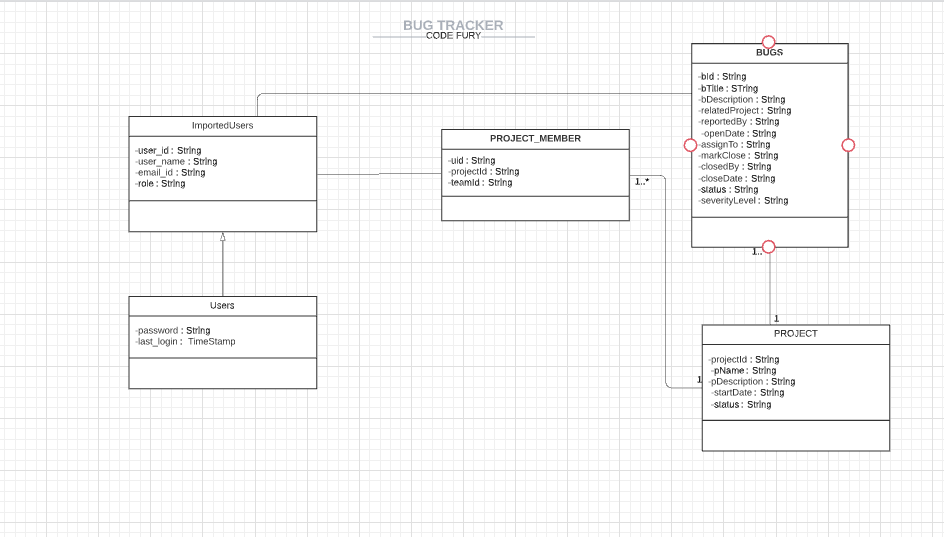 BUG TRACKER
CODE FURY
BUGS
-bId : String
-bTitle : STring
-bDescription : String
-relatedProject : String
-reportedBy : String
-openDate : String
-assignTo : String
-markClose : String
-closedBy : String
-closeDate : String
-status : String
-severityLevel : String
ImportedUsers
-user_id : String
-user_name : String
-email_id : String
-role : String
PROJECT_MEMBER
-uid : String
-projectId : String
-teamId : String
1..*
1..
1
Users
-password : String
-last_login : TimeStamp
PROJECT
-projectId : String
-pName : String
-pDescription : String
-startDate : String
-status : String
1